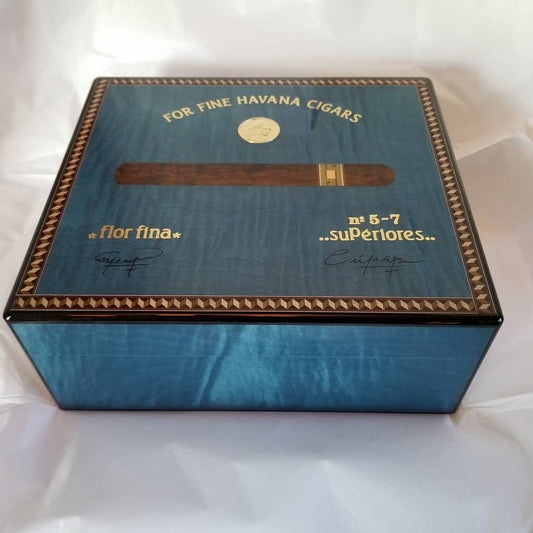 FOR FINE HAVANA CIGARS
*flor fina*
nº 5~7
..supériores..